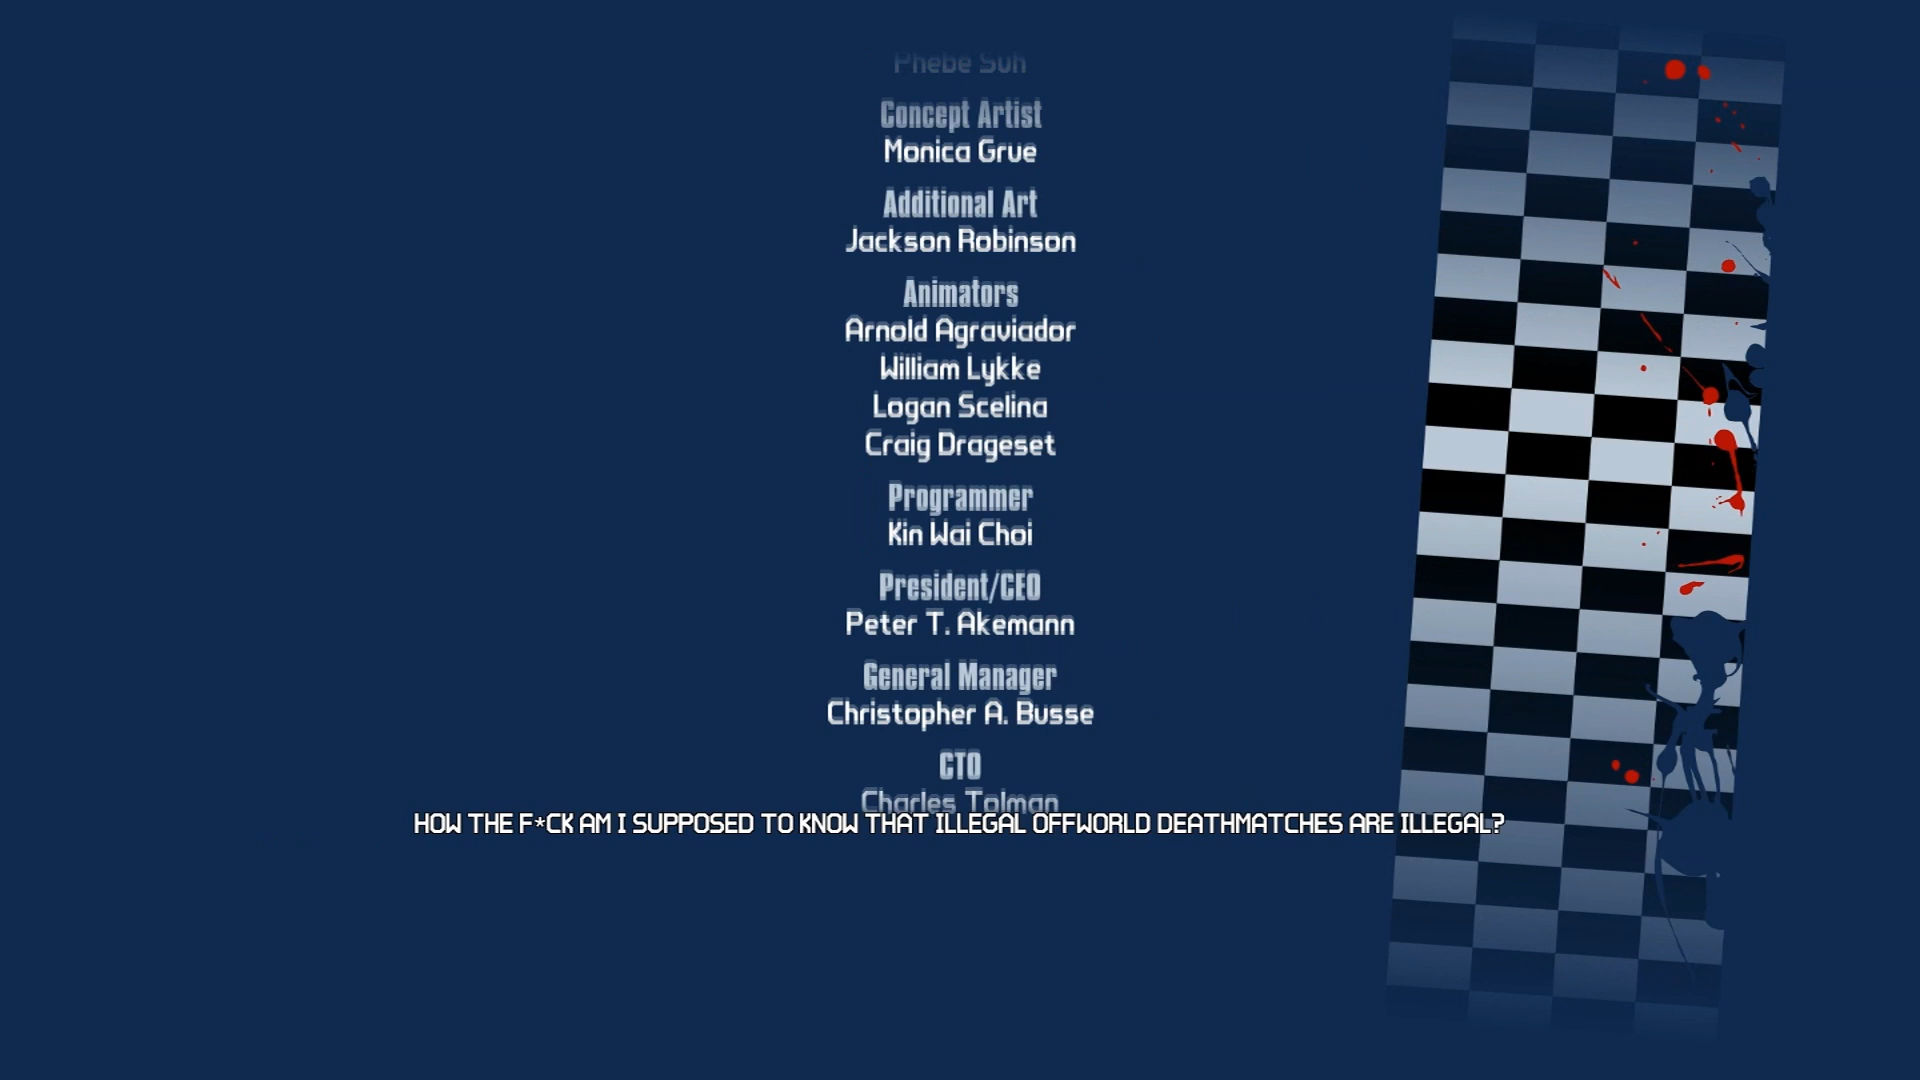 Phebe Suh
Concept Artist
Monica Grue
Additional Art
Jackson Robinson
Animators
Arnold Agraviador
William Lykke
Logan Scelina
Craig Drageset
Programmer
Kin Wai Choi
President/CEO
Peter T. Akemann
General Manager
Christopher A. Busse
CTO
Charles Tolman
HOW THE F*CK AM I SUPPOSED TO KNOW THAT ILLEGAL OFFWORLD DEATHMATCHES ARE ILLEGAL?